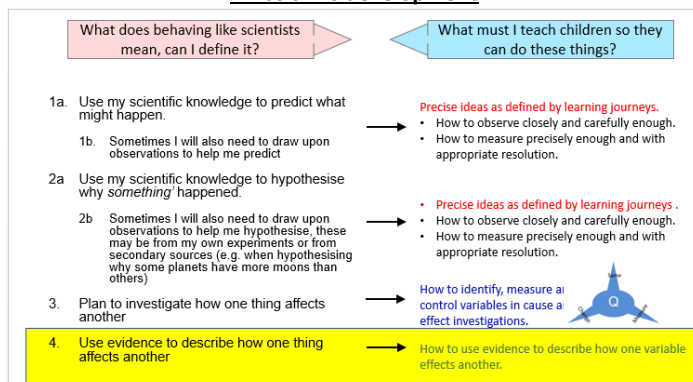 What does behaving like scientists
mean, can I define it?
What must I teach children so they
can do these things?
1a. Use my scientific knowledge to predict what
might happen.
1b. Sometimes I will also need to draw upon
observations to help me predict
Precise ideas as defined by learning journeys.
• How to observe closely and carefully enough.
• How to measure precisely enough and with
appropriate resolution.
2a Use my scientific knowledge to hypothesise
why something' happened.
2b Sometimes I will also need to draw upon
observations to help me hypothesise, these
may be from my own experiments or from
secondary sources (e.g. when hypothesising
why some planets have more moons than
others)
• Precise ideas as defined by learning journeys .
• How to observe closely and carefully enough.
• How to measure precisely enough and with
appropriate resolution.
3. Plan to investigate how one thing affects
another
How to identify, measure a
control variables in cause a
effect investigations.
Same
Q
Change
Measure
4. Use evidence to describe how one thing
affects another
How to use evidence to describe how one variable
effects another.